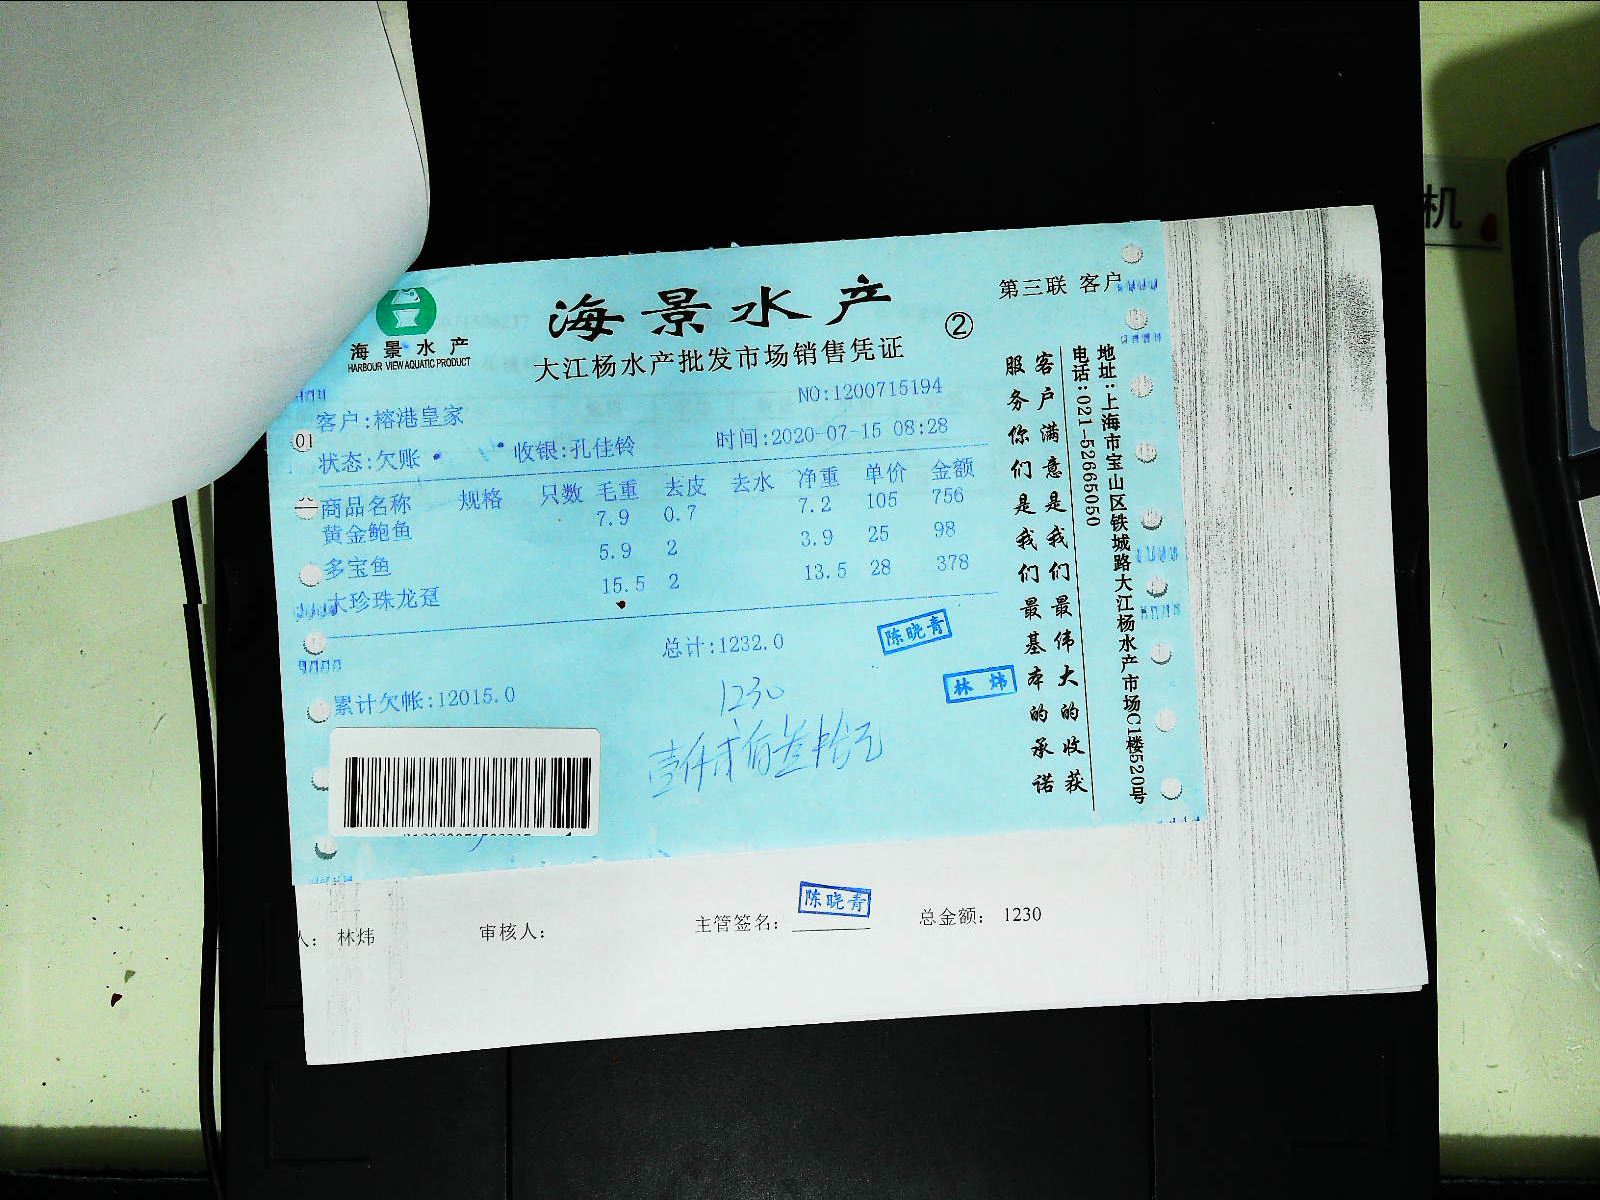 机
海景水产
HARBOUR VIEW AQUATIC PRODUCT
海景水产
②
第三联 客户
大江杨水产批发市场销售凭证
NO:1200715194
客户:榕港皇家
01
状态:欠账
收银:孔佳铃
时间:2020-07-15 08:28
商品名称 规格 只数 毛重 去皮 去水 净重 单价 金额
黄金鲍鱼 7.9 0.7 7.2 105 756
多宝鱼 5.9 2 3.9 25 98
大珍珠龙趸 15.5 2 13.5 28 378
总计:1232.0
陈晓青
林炜
累计欠帐:12015.0
1230
壹仟贰百叁拾元
客户满意是我们最伟大的收获
服务你们是我们最基本的承诺
地址:上海市宝山区铁城路大江杨水产市场C1楼520号
电话:021-52665050
人: 林炜
审核人:
主管签名: 陈晓青
总金额: 1230